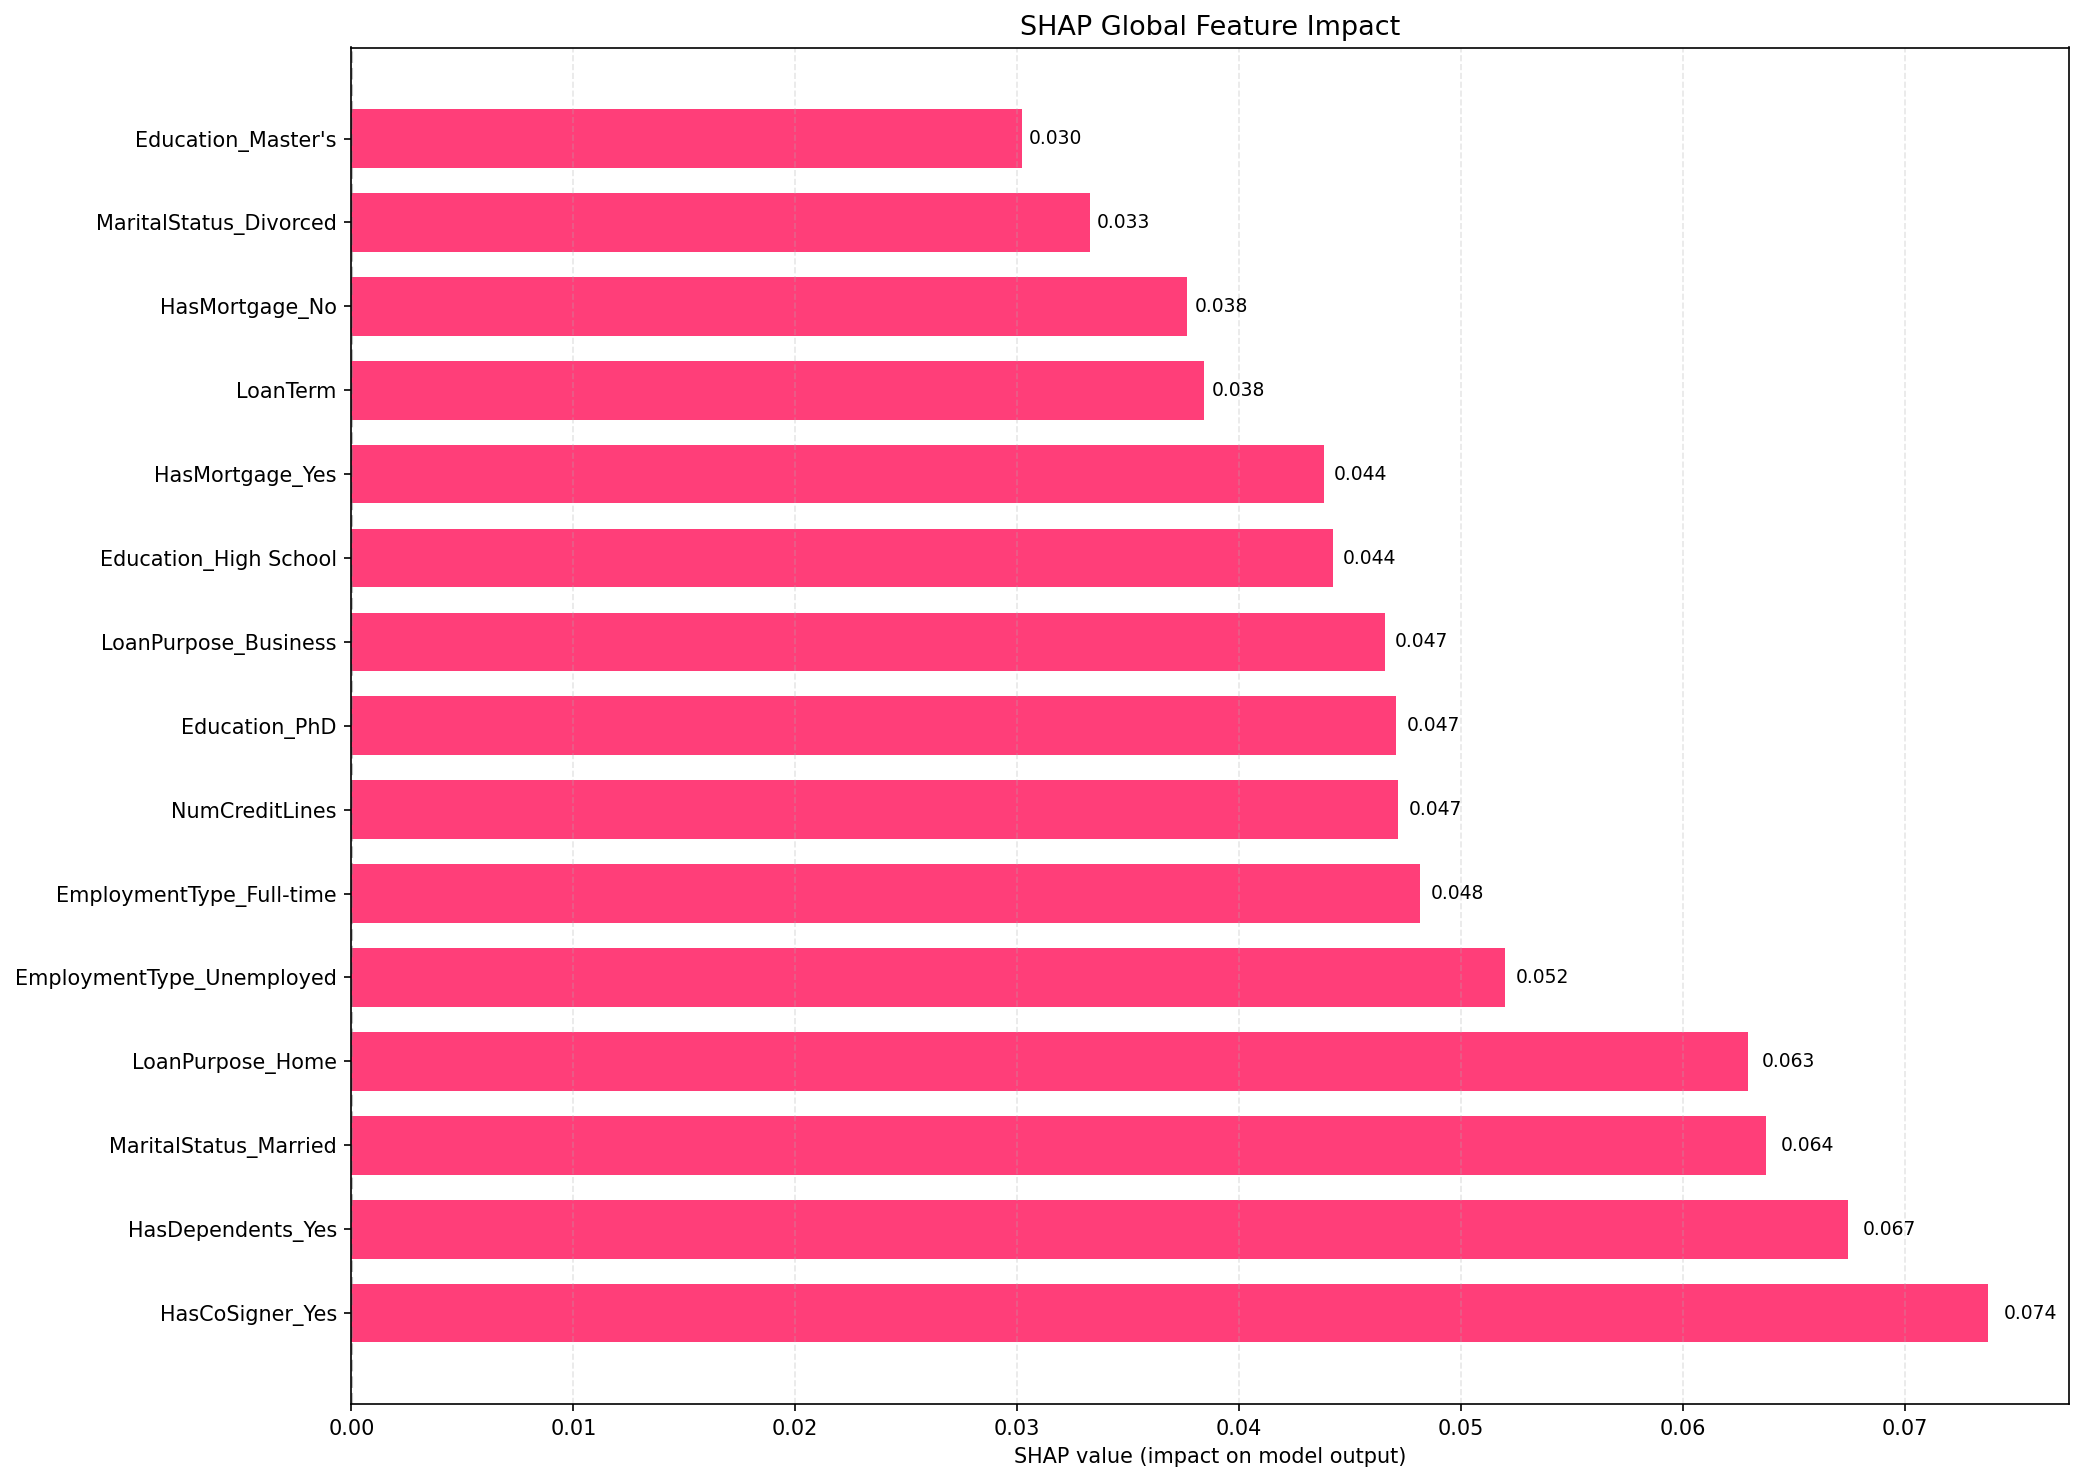 SHAP Global Feature Impact
Education_Master's 0.030
MaritalStatus_Divorced 0.033
HasMortgage_No 0.038
LoanTerm 0.038
HasMortgage_Yes 0.044
Education_High School 0.044
LoanPurpose_Business 0.047
Education_PhD 0.047
NumCreditLines 0.047
EmploymentType_Full-time 0.048
EmploymentType_Unemployed 0.052
LoanPurpose_Home 0.063
MaritalStatus_Married 0.064
HasDependents_Yes 0.067
HasCoSigner_Yes 0.074
0.00 0.01 0.02 0.03 0.04 0.05 0.06 0.07
SHAP value (impact on model output)